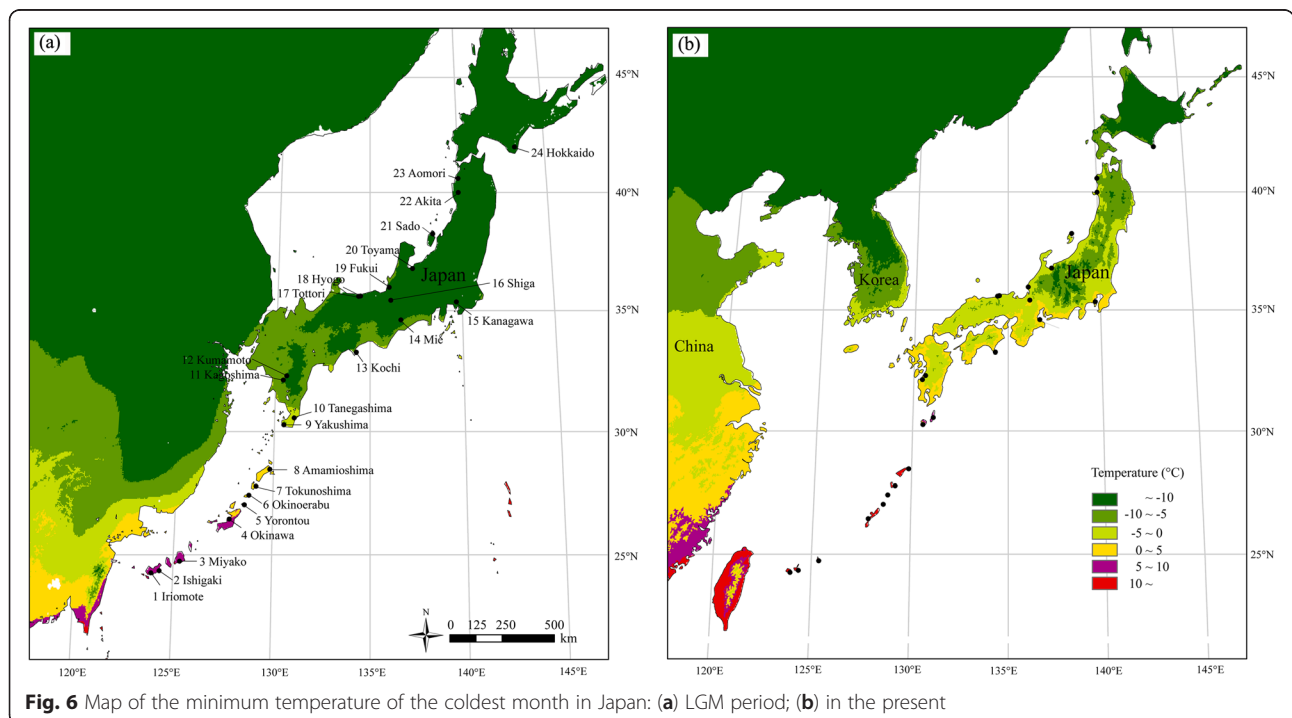 (a)
45°N
24 Hokkaido
23 Aomori
40°N
22 Akita
21 Sado
20 Toyama
19 Fukui
Japan
18 Hyogo
16 Shiga
17 Tottori
35°N
15 Kanagawa
14 Mie
12 Kumamoto
13 Kochi
11 Kagoshima
10 Tanegashima
9 Yakushima
30°N
8 Amamioshima
7 Tokunoshima
6 Okinoerabu
5 Yorontou
4 Okinawa
25°N
3 Miyako
2 Ishigaki
1 Iriomote
N
0 125 250 500
km
120°E 125°E 130°E 135°E 140°E 145°E
(b)
45°N
40°N
Japan
Korea
35°N
China
30°N
Temperature (°C)
~ -10
-10 ~ -5
-5 ~ 0
0 ~ 5
5 ~ 10
10 ~
25°N
120°E 125°E 130°E 135°E 140°E 145°E
Fig. 6 Map of the minimum temperature of the coldest month in Japan: (a) LGM period; (b) in the present